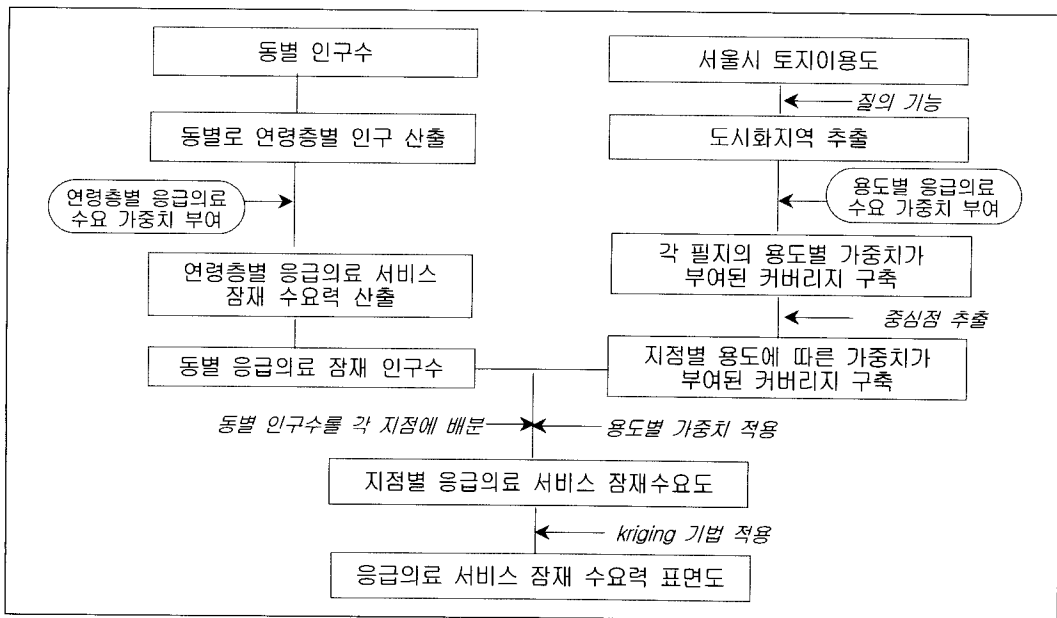 동별 인구수
동별로 연령층별 인구 산출
연령층별 응급의료
수요 가중치 부여
연령층별 응급의료 서비스
잠재 수요력 산출
동별 응급의료 잠재 인구수
서울시 토지이용도
질의 기능
도시화지역 추출
용도별 응급의료
수요 가중치 부여
각 필지의 용도별 가중치가
부여된 커버리지 구축
중심점 추출
지점별 용도에 따른 가중치가
부여된 커버리지 구축
동별 인구수를 각 지점에 배분
용도별 가중치 적용
지점별 응급의료 서비스 잠재수요도
kriging 기법 적용
응급의료 서비스 잠재 수요력 표면도